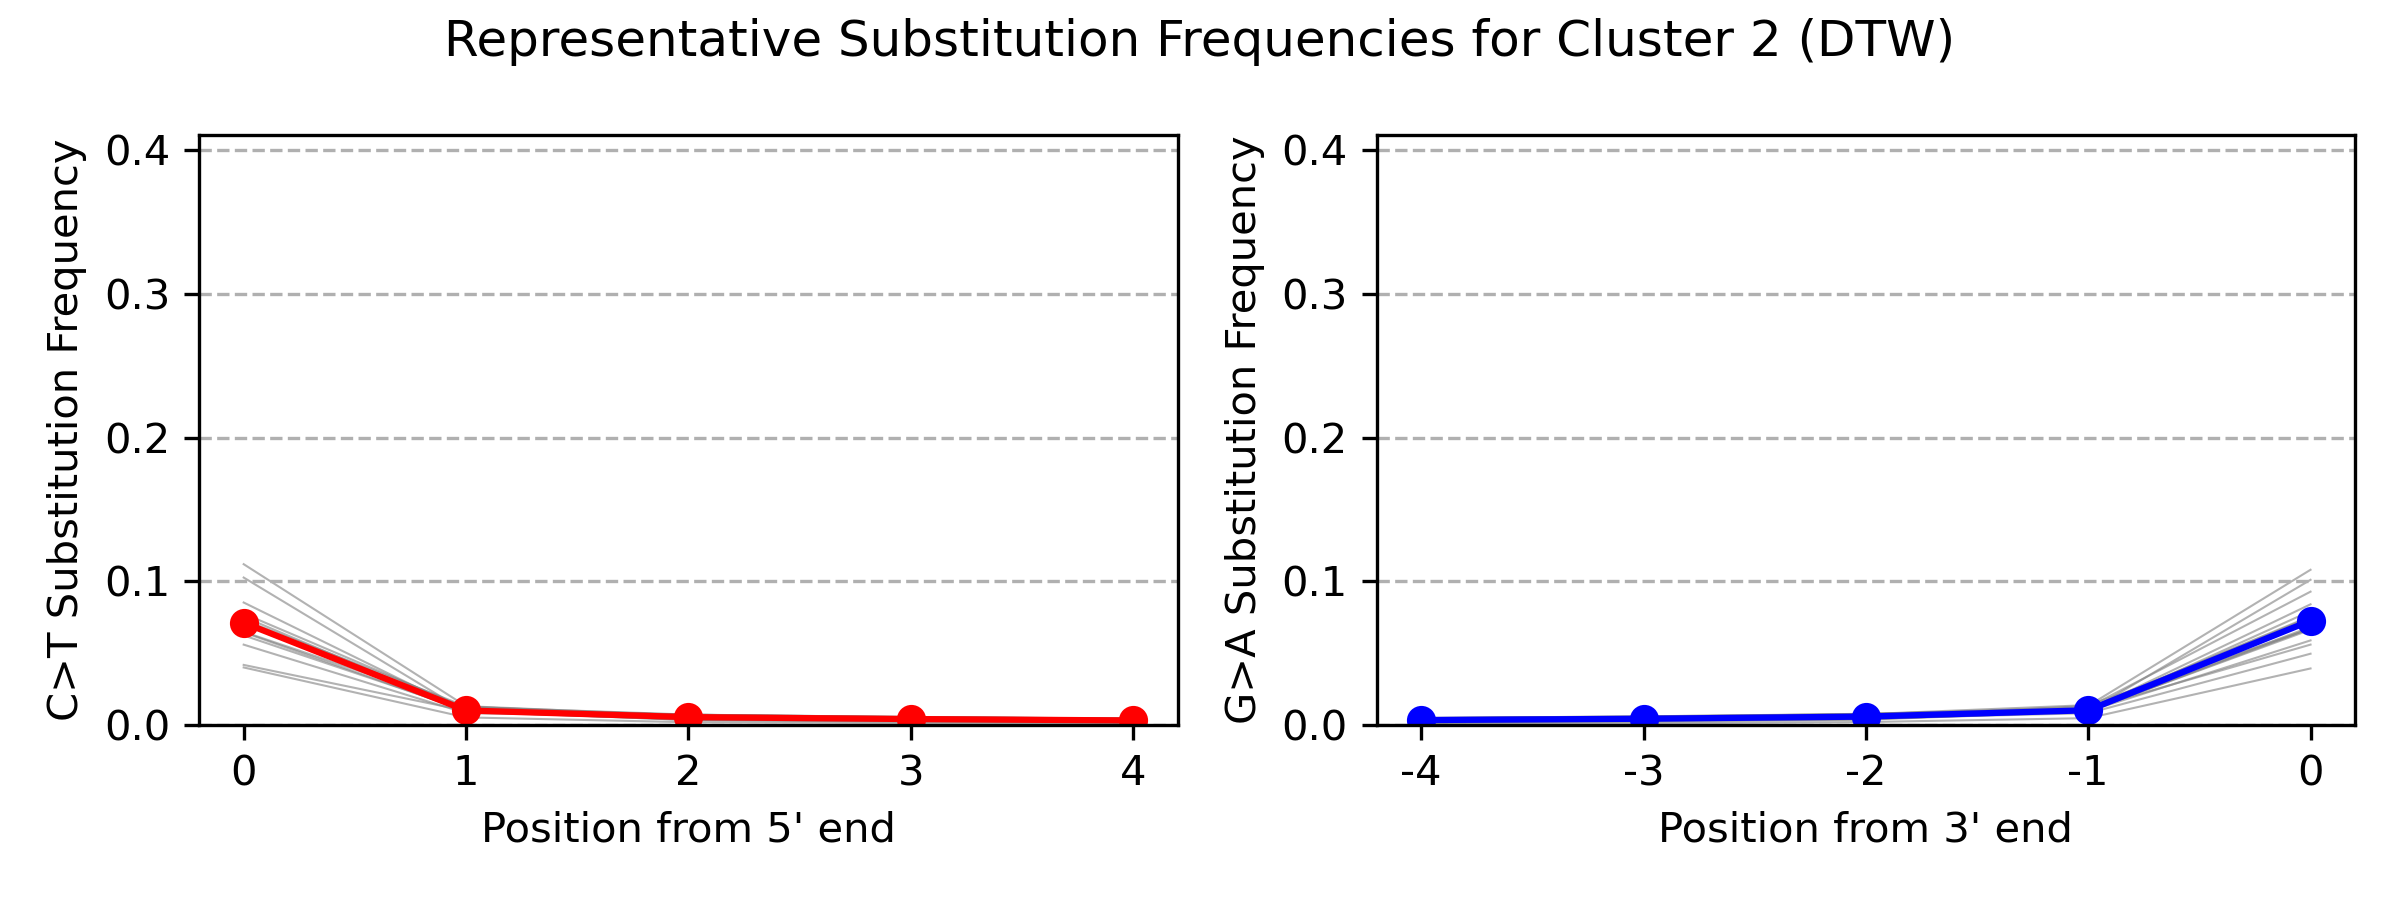 Representative Substitution Frequencies for Cluster 2 (DTW)
C>T Substitution Frequency
0.4
0.3
0.2
0.1
0.0
0 1 2 3 4
Position from 5' end
G>A Substitution Frequency
0.4
0.3
0.2
0.1
0.0
-4 -3 -2 -1 0
Position from 3' end